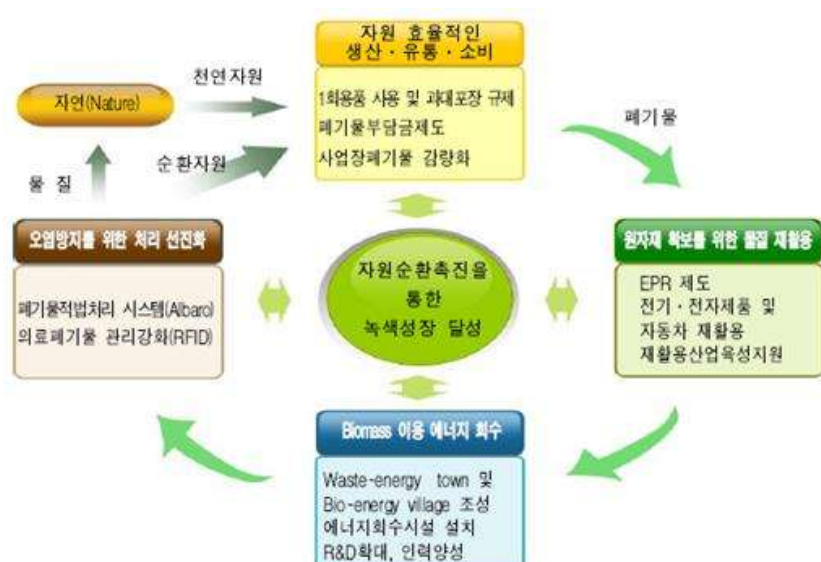 자원 효율적인
생산·유통·소비
1회용품 사용 및 과대포장 규제
폐기물부담금제도
사업장폐기물 감량화
천연자원
자연(Nature)
순환자원
물 질
폐기물
오염방지를 위한 처리 선진화
폐기물적법처리 시스템(Albaro)
의료폐기물 관리강화(RFID)
자원순환촉진을
통한
녹색성장 달성
원자재 확보를 위한 물질 재활용
EPR 제도
전기·전자제품 및
자동차 재활용
재활용산업육성지원
Biomass 이용 에너지 회수
Waste-energy town 및
Bio-energy village 조성
에너지회수시설 설치
R&D확대, 인력양성